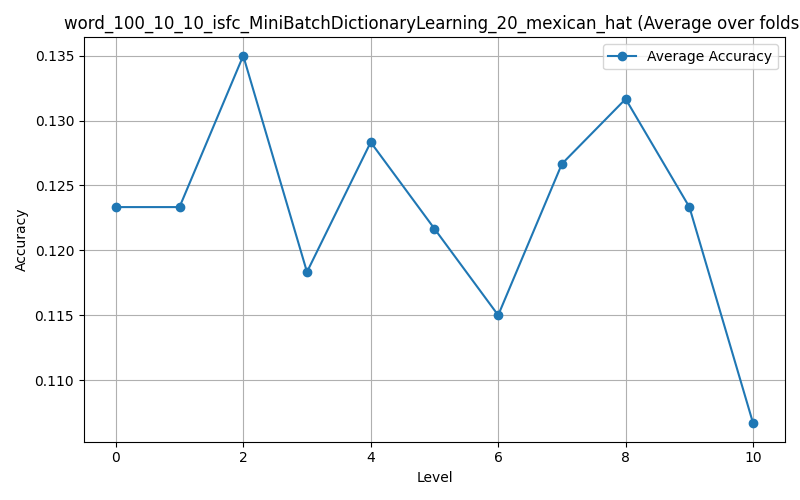 word_100_10_10_isfc_MiniBatchDictionaryLearning_20_mexican_hat (Average over folds
Average Accuracy
0.135
0.130
0.125
0.120
0.115
0.110
Accuracy
0 2 4 6 8 10
Level